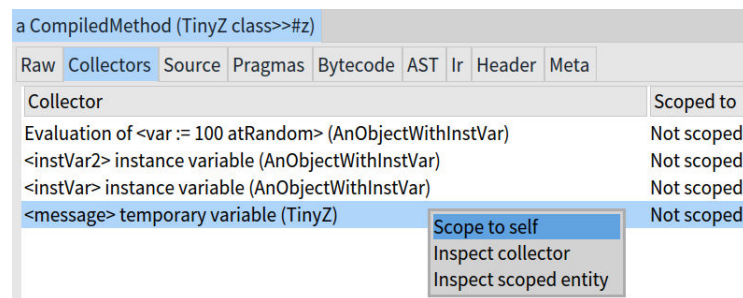 a CompiledMethod (TinyZ class>>#z)
Raw Collectors Source Pragmas Bytecode AST Ir Header Meta
Collector Scoped to
Evaluation of <var := 100 atRandom> (AnObjectWithInstVar) Not scoped
<instVar2> instance variable (AnObjectWithInstVar) Not scoped
<instVar> instance variable (AnObjectWithInstVar) Not scoped
<message> temporary variable (TinyZ) Not scoped
Scope to self
Inspect collector
Inspect scoped entity